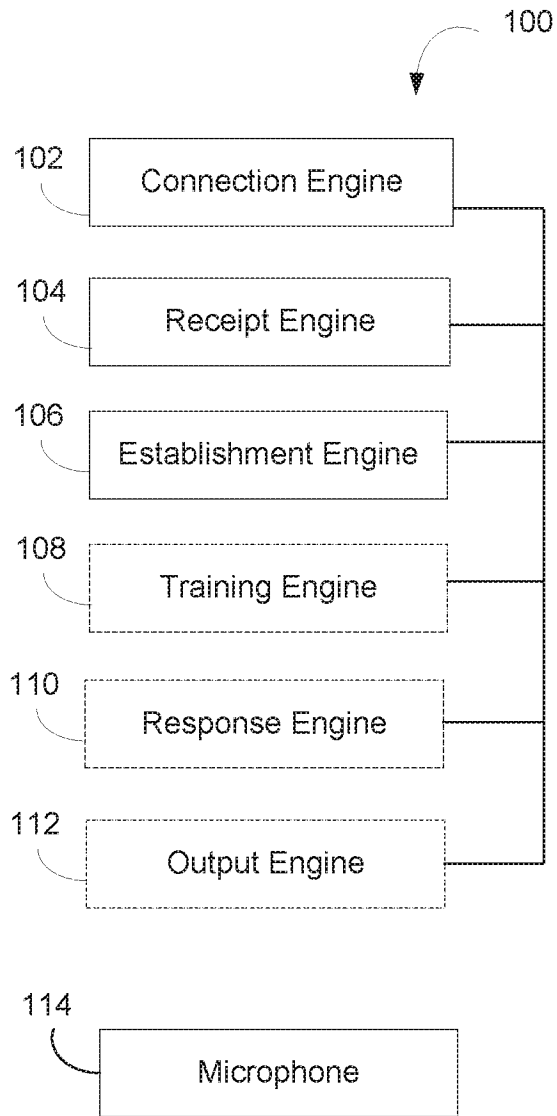 100
102
Connection Engine
104
Receipt Engine
106
Establishment Engine
108
Training Engine
110
Response Engine
112
Output Engine
114
Microphone